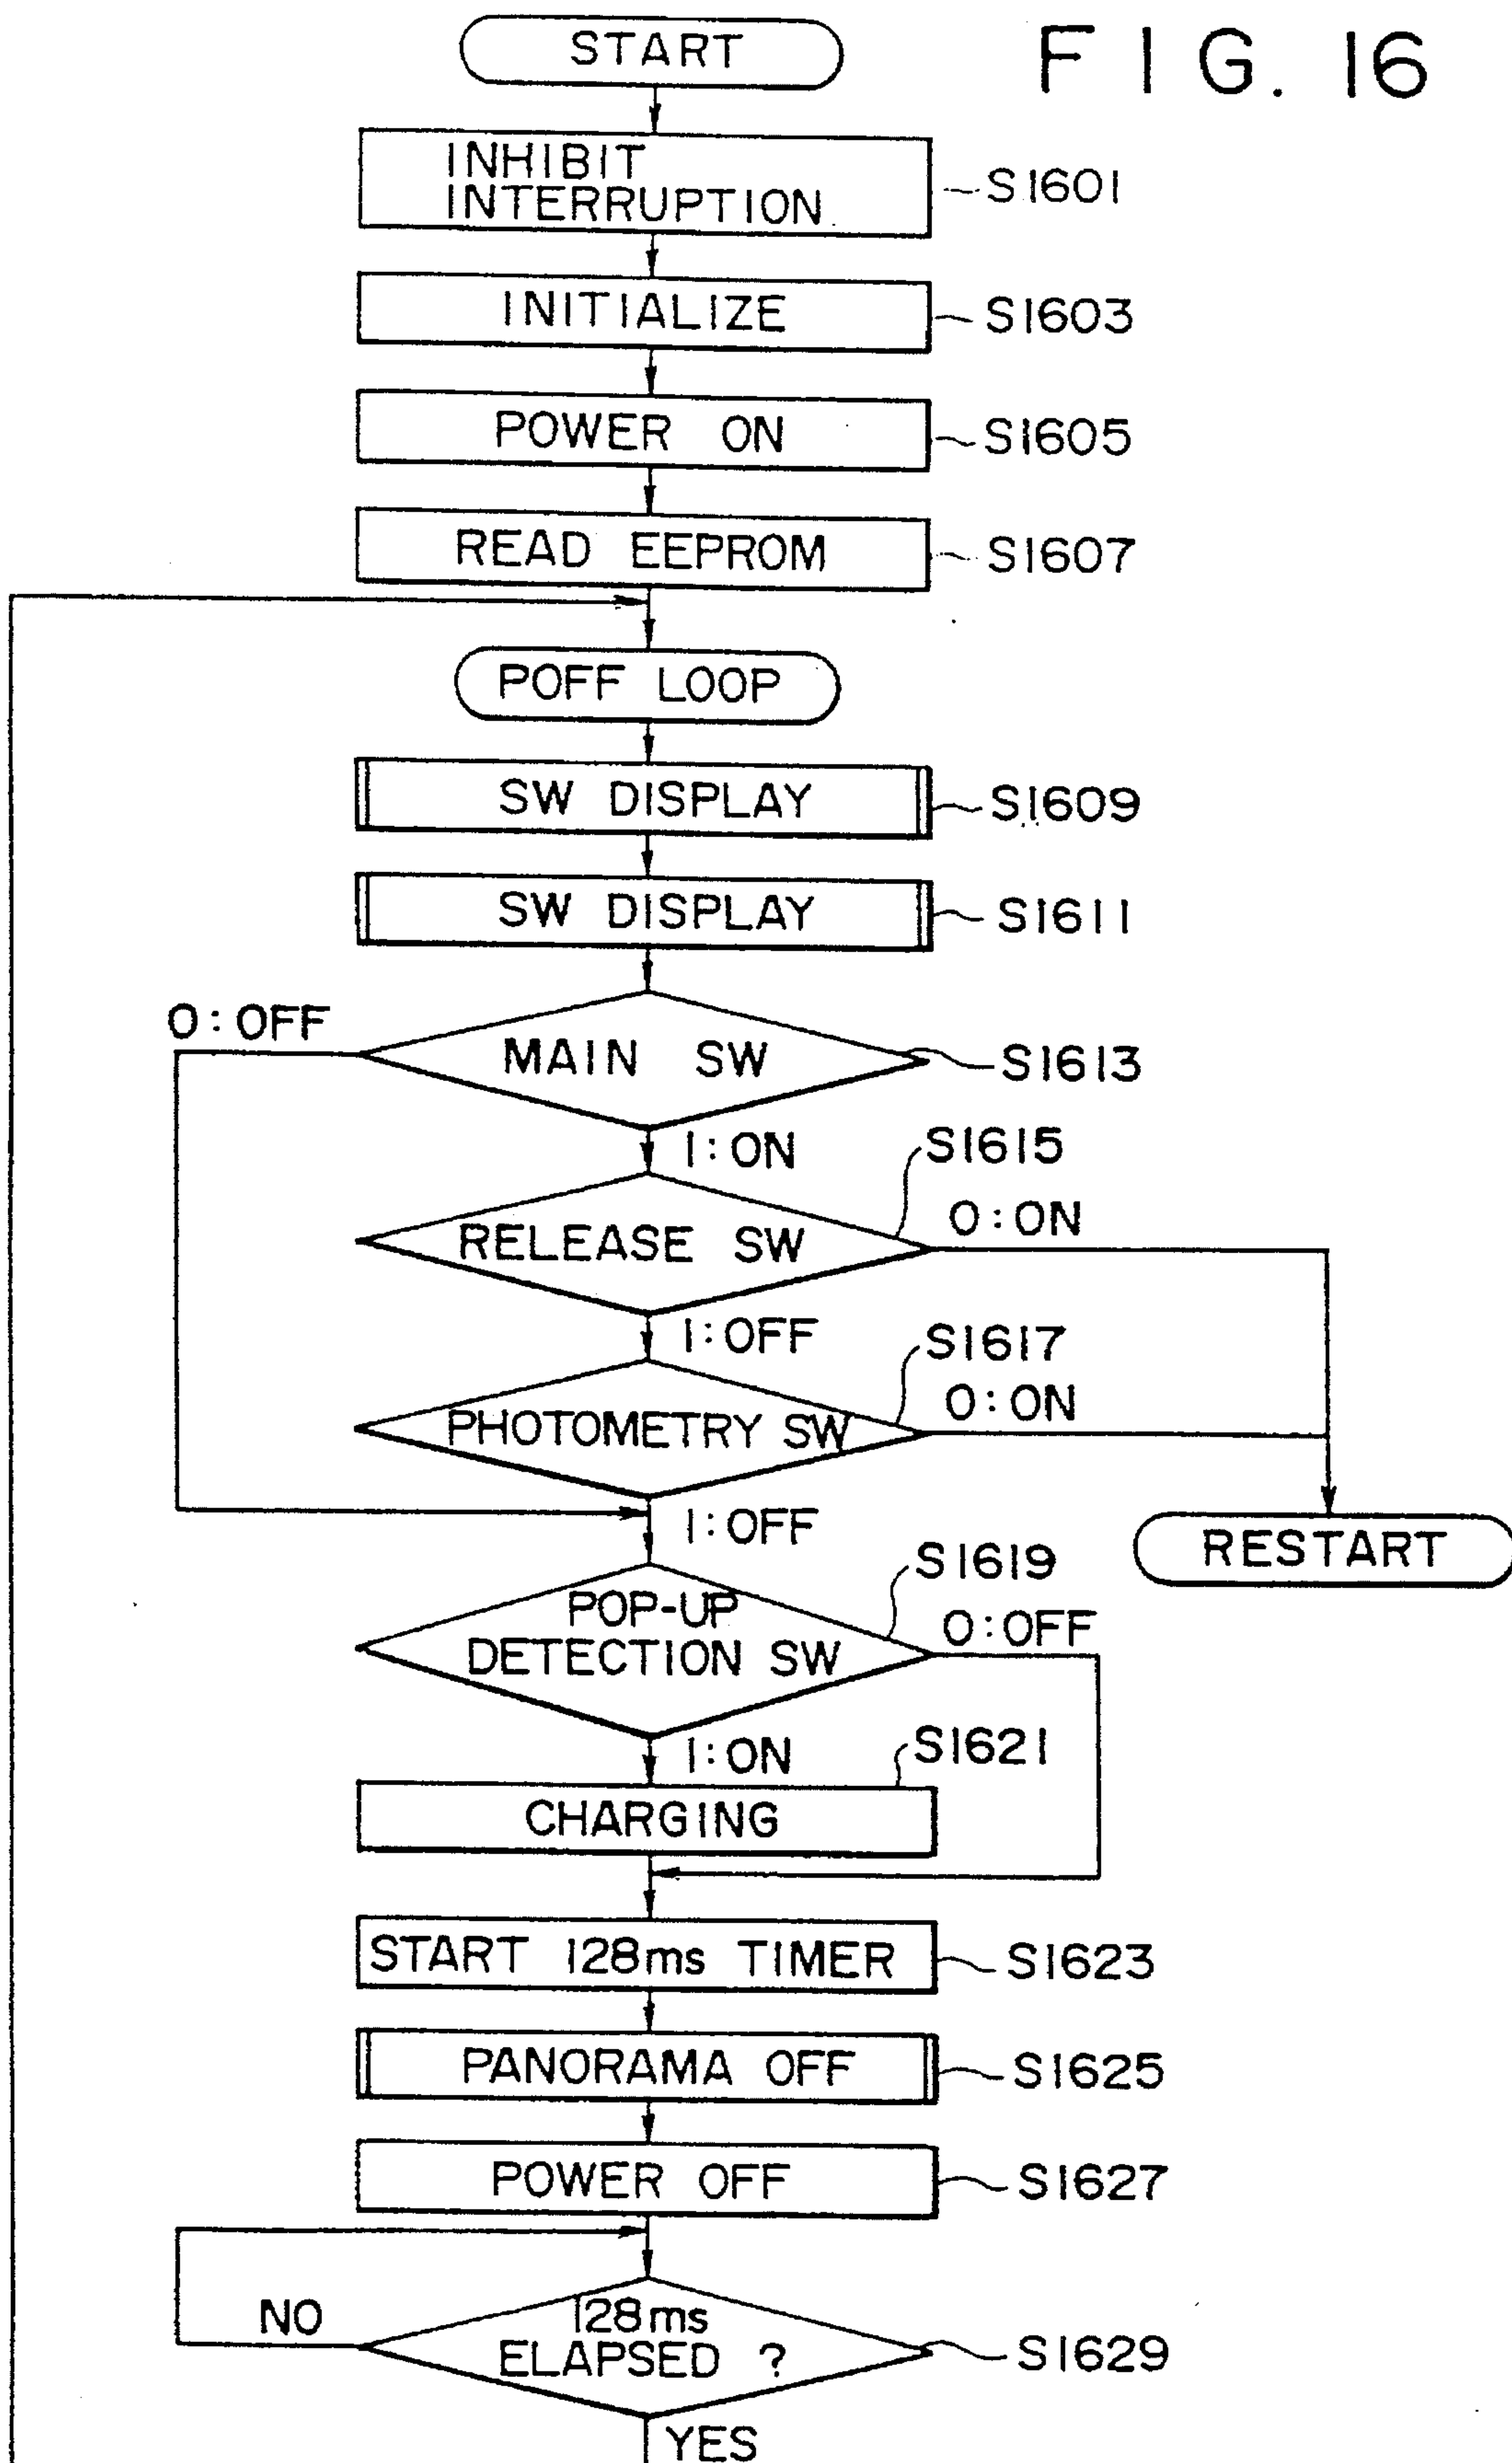 FIG. 16
START
INHIBIT
INTERRUPTION
S1601
INITIALIZE
S1603
POWER ON
S1605
READ EEPROM
S1607
POFF LOOP
SW DISPLAY
S1609
SW DISPLAY
S1611
0:OFF
MAIN SW
S1613
1:ON
S1615
RELEASE SW
0:ON
1:OFF
S1617
PHOTOMETRY SW
0:ON
1:OFF
RESTART
S1619
POP-UP
DETECTION SW
0:OFF
1:ON
S1621
CHARGING
START 128ms TIMER
S1623
PANORAMA OFF
S1625
POWER OFF
S1627
NO
128ms
ELAPSED ?
S1629
YES